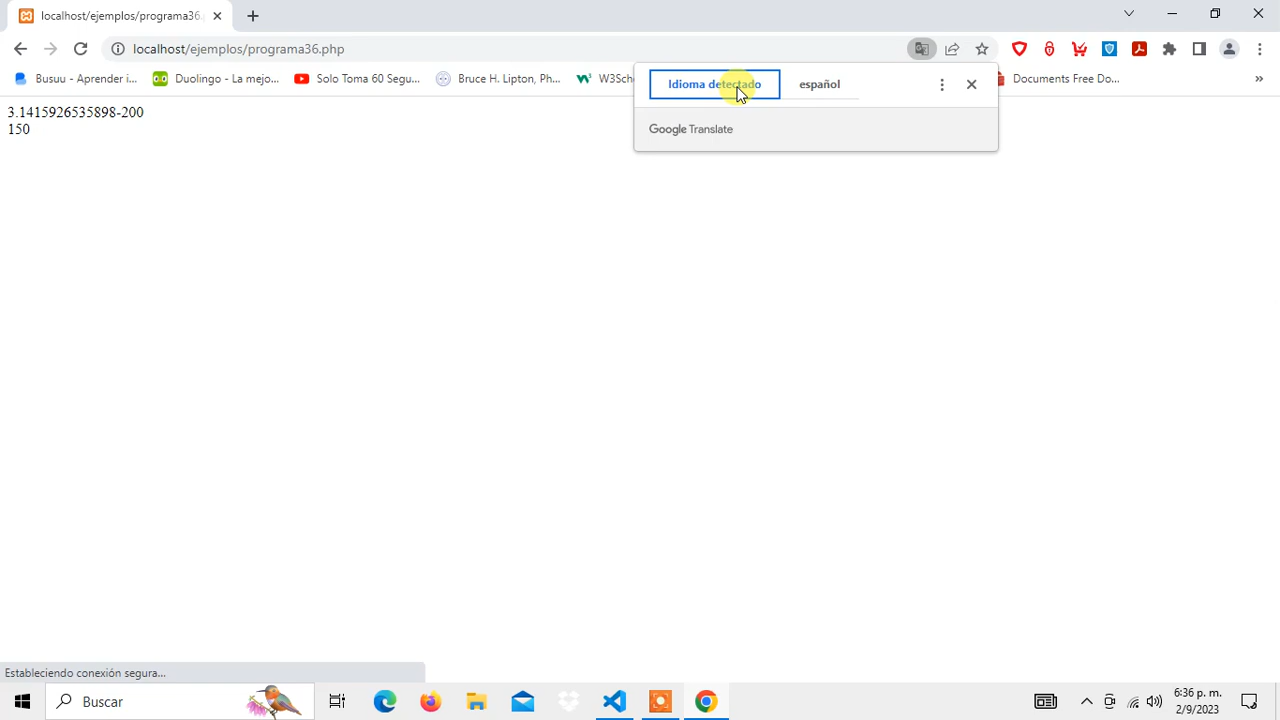 localhost/ejemplos/programa36.
localhost/ejemplos/programa36.php
Busuu - Aprender i... Duolingo - La mejo... Solo Toma 60 Segu... Bruce H. Lipton, Ph... W3Sch Documents Free Do... »
Idioma detectado español
Google Translate
3.1415926535898-200
150
Estableciendo conexión segura...
Buscar
6:36 p. m.
2/9/2023